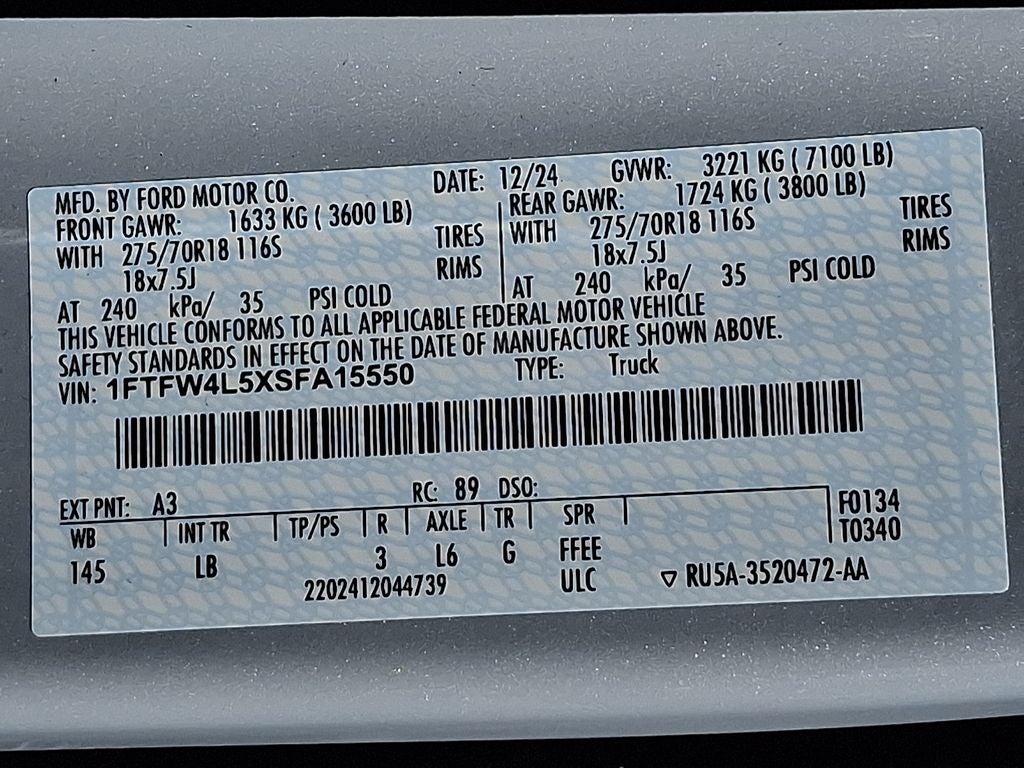 MFD. BY FORD MOTOR CO. DATE: 12/24 GVWR: 3221 KG ( 7100 LB)
FRONT GAWR: 1633 KG ( 3600 LB) REAR GAWR: 1724 KG ( 3800 LB)
WITH 275/70R18 116S TIRES WITH 275/70R18 116S TIRES
18x7.5J RIMS 18x7.5J RIMS
AT 240 kPa/ 35 PSI COLD AT 240 kPa/ 35 PSI COLD
THIS VEHICLE CONFORMS TO ALL APPLICABLE FEDERAL MOTOR VEHICLE
SAFETY STANDARDS IN EFFECT ON THE DATE OF MANUFACTURE SHOWN ABOVE.
VIN: 1FTFW4L5XSFA15550 TYPE: Truck
EXT PNT: A3 RC: 89 DSO:
WB INT TR TP/PS R AXLE TR SPR F0134
145 LB 3 L6 G FFEE T0340
2202412044739 ULC ▽ RU5A-3520472-AA